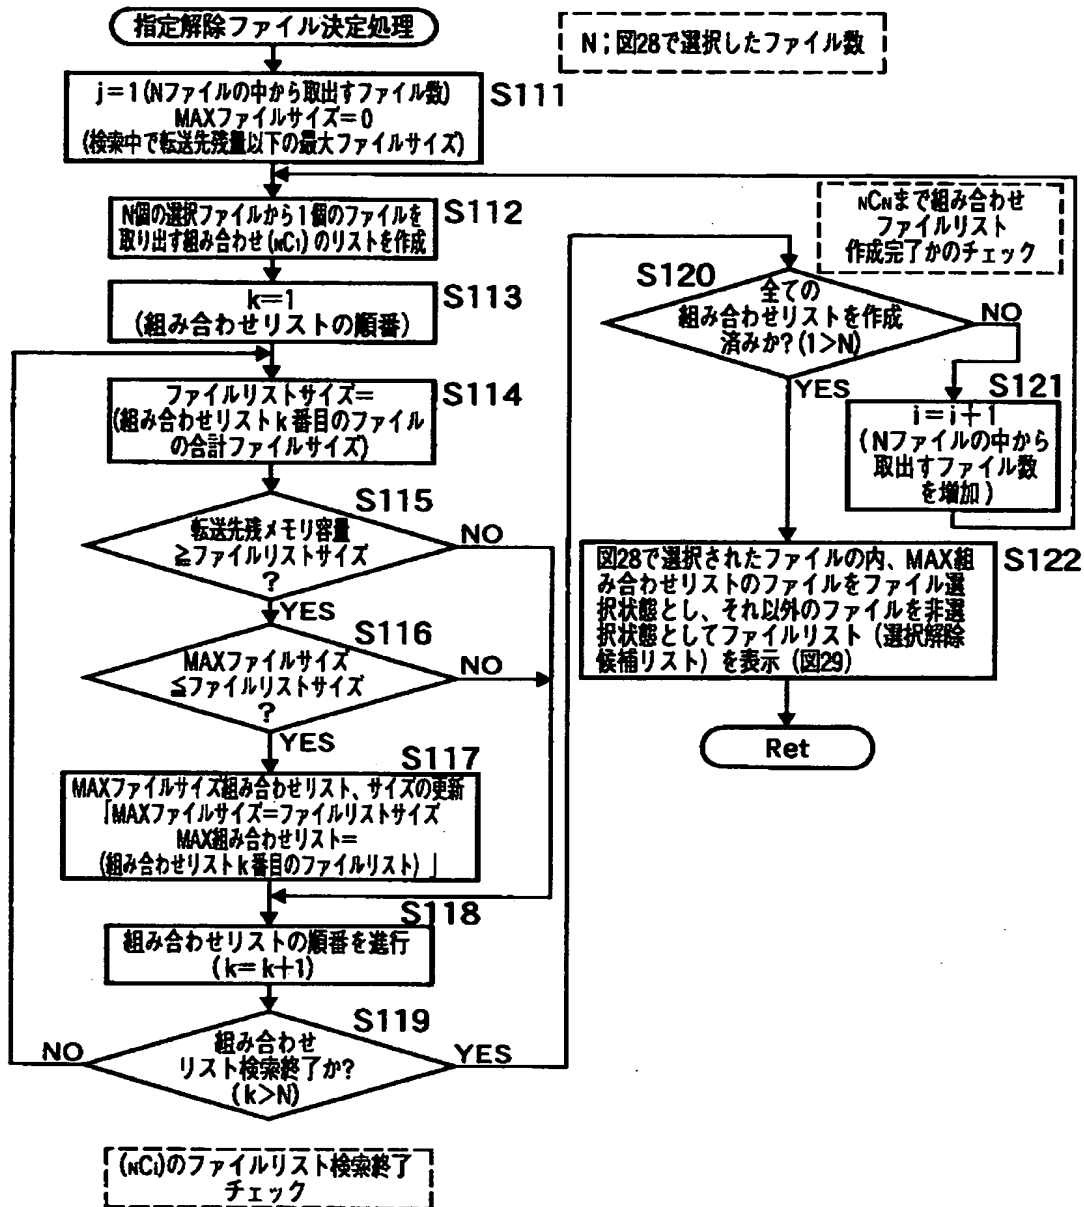 指定解除ファイル決定処理
N；図28で選択したファイル数
j＝1(Nファイルの中から取出すファイル数)
MAXファイルサイズ＝0
(検索中で転送先残量以下の最大ファイルサイズ)
S111
N個の選択ファイルから1個のファイルを
取り出す組み合わせ(NC1)のリストを作成
S112
k＝1
(組み合わせリストの順番)
S113
ファイルリストサイズ＝
(組み合わせリストk番目のファイル
の合計ファイルサイズ)
S114
S115
転送先残メモリ容量
≧ファイルリストサイズ
?
NO
YES
S116
MAXファイルサイズ
≦ファイルリストサイズ
?
NO
YES
S117
MAXファイルサイズ組み合わせリスト、サイズの更新
「MAXファイルサイズ＝ファイルリストサイズ
MAX組み合わせリスト＝
(組み合わせリストk番目のファイルリスト)」
S118
組み合わせリストの順番を進行
(k＝k＋1)
S119
組み合わせ
リスト検索終了か?
(k>N)
NO
YES
(NCi)のファイルリスト検索終了
チェック
NCNまで組み合わせ
ファイルリスト
作成完了かのチェック
S120
全ての
組み合わせリストを作成
済みか?(1>N)
NO
YES
S121
i＝i＋1
(Nファイルの中から
取出すファイル数
を増加)
S122
図28で選択されたファイルの内、MAX組
み合わせリストのファイルをファイル選
択状態とし、それ以外のファイルを非選
択状態としてファイルリスト（選択解除
候補リスト）を表示（図29）
Ret